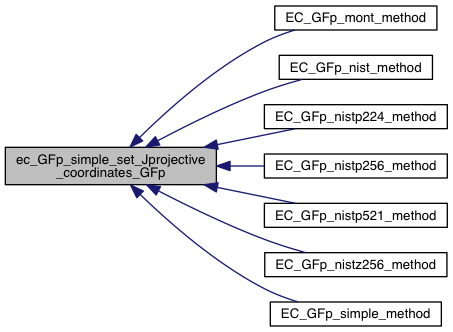 EC_GFp_mont_method
EC_GFp_nist_method
EC_GFp_nistp224_method
ec_GFp_simple_set_Jprojective
_coordinates_GFp
EC_GFp_nistp256_method
EC_GFp_nistp521_method
EC_GFp_nistz256_method
EC_GFp_simple_method